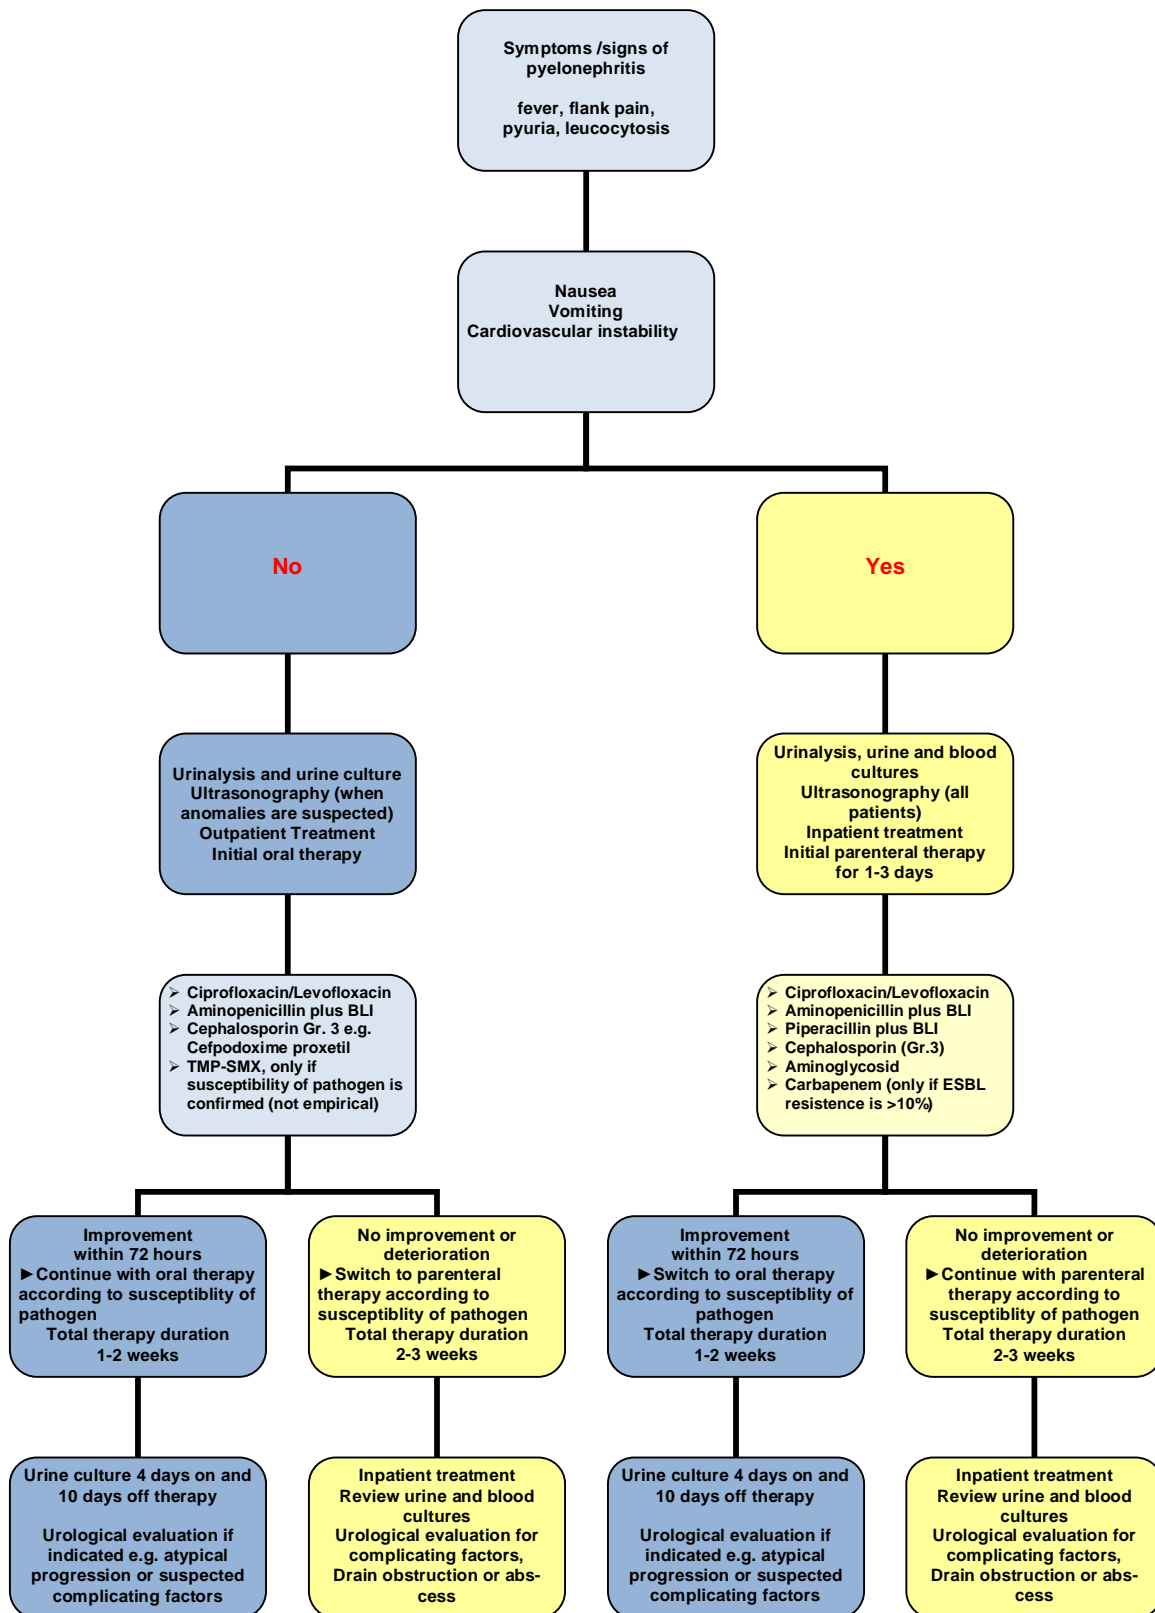 Symptoms /signs of
pyelonephritis
fever, flank pain,
pyuria, leucocytosis
Nausea
Vomiting
Cardiovascular instability
No
Yes
Urinalysis and urine culture
Ultrasonography (when
anomalies are suspected)
Outpatient Treatment
Initial oral therapy
Urinalysis, urine and blood
cultures
Ultrasonography (all
patients)
Inpatient treatment
Initial parenteral therapy
for 1-3 days
➢ Ciprofloxacin/Levofloxacin
➢ Aminopenicillin plus BLI
➢ Cephalosporin Gr. 3 e.g.
Cefpodoxime proxetil
➢ TMP-SMX, only if
susceptibility of pathogen is
confirmed (not empirical)
➢ Ciprofloxacin/Levofloxacin
➢ Aminopenicillin plus BLI
➢ Piperacillin plus BLI
➢ Cephalosporin (Gr.3)
➢ Aminoglycosid
➢ Carbapenem (only if ESBL
resistence is >10%)
Improvement
within 72 hours
►Continue with oral therapy
according to susceptiblity of
pathogen
Total therapy duration
1-2 weeks
No improvement or
deterioration
►Switch to parenteral
therapy according to
susceptiblity of pathogen
Total therapy duration
2-3 weeks
Improvement
within 72 hours
►Switch to oral therapy
according to susceptiblity of
pathogen
Total therapy duration
1-2 weeks
No improvement or
deterioration
►Continue with parenteral
therapy according to
susceptiblity of pathogen
Total therapy duration
2-3 weeks
Urine culture 4 days on and
10 days off therapy
Urological evaluation if
indicated e.g. atypical
progression or suspected
complicating factors
Inpatient treatment
Review urine and blood
cultures
Urological evaluation for
complicating factors,
Drain obstruction or abs-
cess
Urine culture 4 days on and
10 days off therapy
Urological evaluation if
indicated e.g. atypical
progression or suspected
complicating factors
Inpatient treatment
Review urine and blood
cultures
Urological evaluation for
complicating factors,
Drain obstruction or abs-
cess